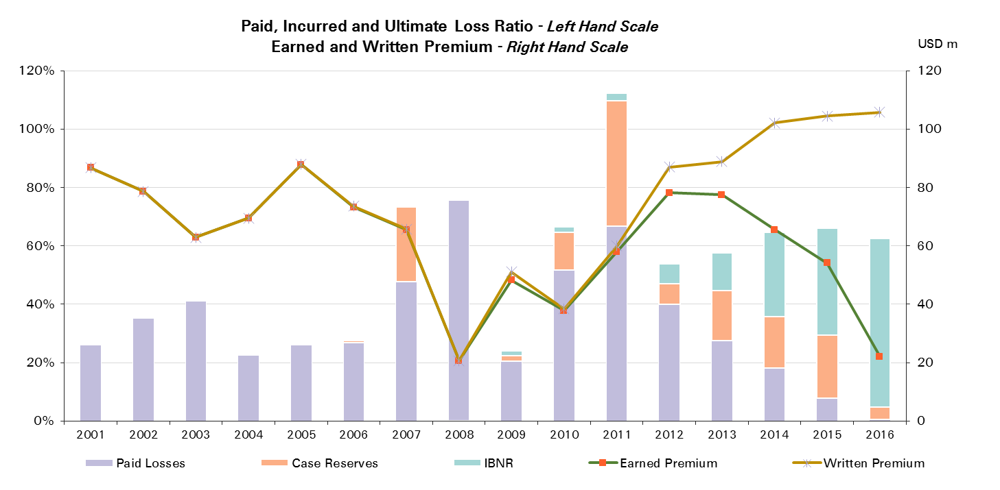 Paid, Incurred and Ultimate Loss Ratio - Left Hand Scale
Earned and Written Premium - Right Hand Scale
USD m
120% 120
100% 100
80% 80
60% 60
40% 40
20% 20
0% 0
2001 2002 2003 2004 2005 2006 2007 2008 2009 2010 2011 2012 2013 2014 2015 2016
Paid Losses Case Reserves IBNR Earned Premium Written Premium